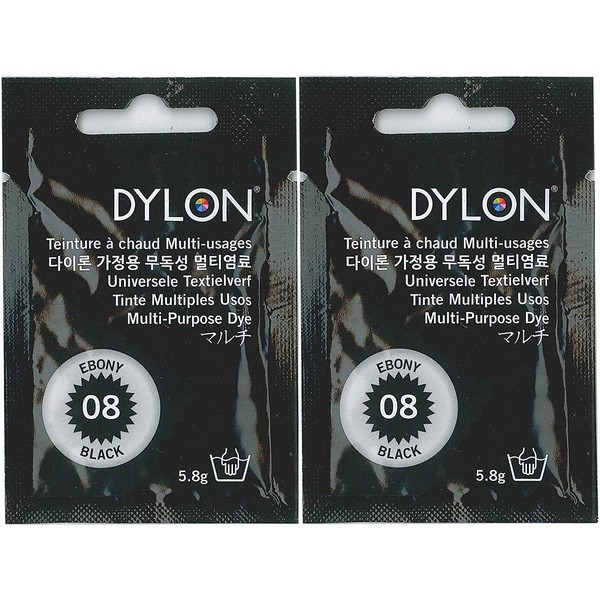 DYLON®
Teinture à chaud Multi-usages
다이론 가정용 무독성 멀티염료
Universele Textielverf
Tinte Multiples Usos
Multi-Purpose Dye
マルチ
EBONY
08
BLACK
5.8g
DYLON®
Teinture à chaud Multi-usages
다이론 가정용 무독성 멀티염료
Universele Textielverf
Tinte Multiples Usos
Multi-Purpose Dye
マルチ
EBONY
08
BLACK
5.8g